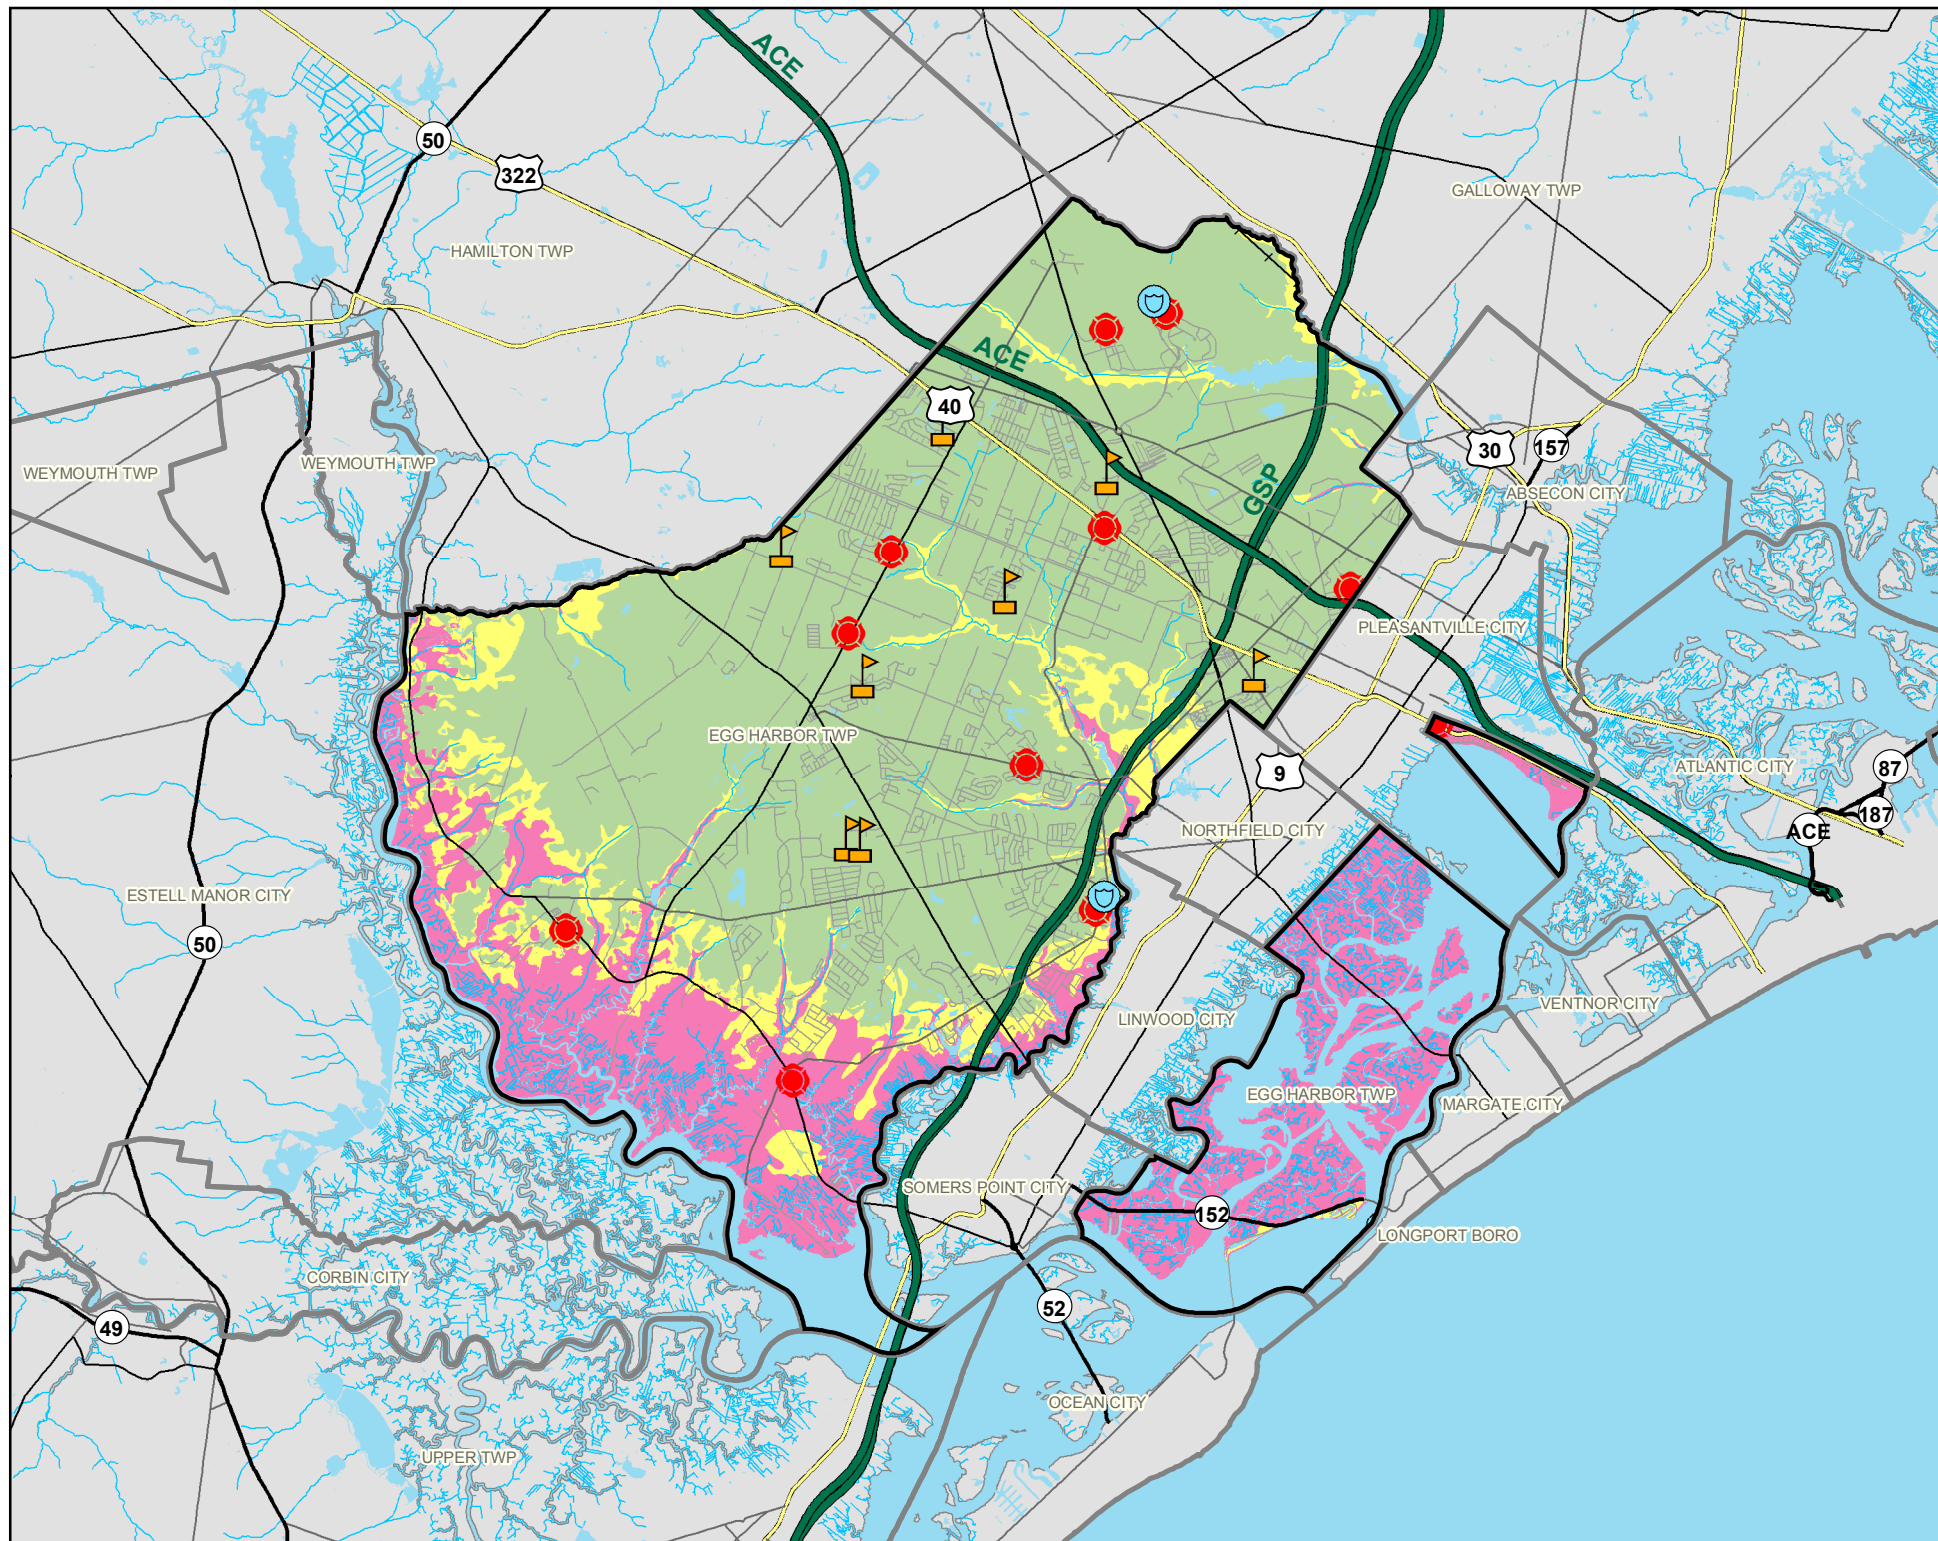 ACE
50
322
GALLOWAY TWP
HAMILTON TWP
ACE
40
30
157
WEYMOUTH TWP
WEYMOUTH TWP
GSP
ABSECON CITY
PLEASANTVILLE CITY
EGG HARBOR TWP
9
ATLANTIC CITY
87
187
ACE
NORTHFIELD CITY
ESTELL MANOR CITY
50
VENTNOR CITY
LINWOOD CITY
EGG HARBOR TWP
MARGATE CITY
SOMERS POINT CITY
152
LONGPORT BORO
CORBIN CITY
52
49
OCEAN CITY
UPPER TWP